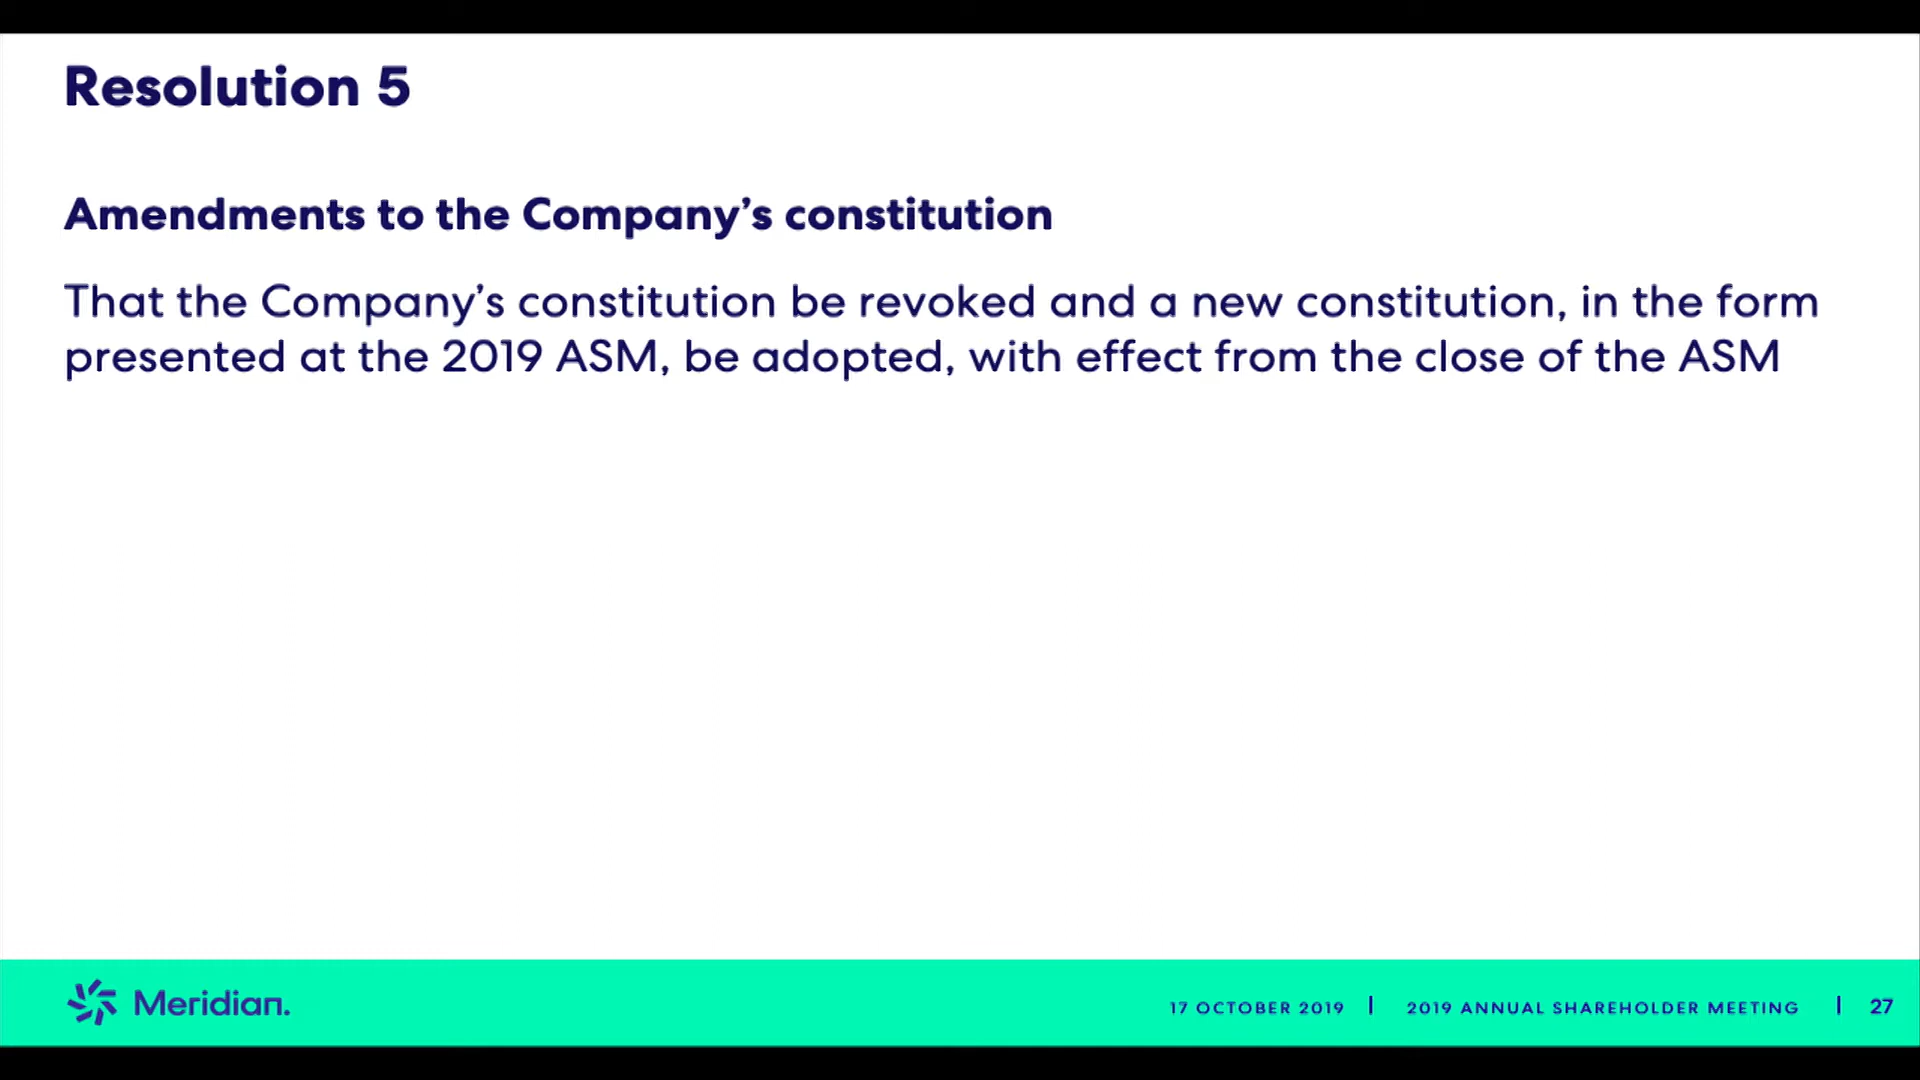 Resolution 5
Amendments to the Company’s constitution
That the Company’s constitution be revoked and a new constitution, in the form
presented at the 2019 ASM, be adopted, with effect from the close of the ASM
Meridian.
17 OCTOBER 2019 | 2019 ANNUAL SHAREHOLDER MEETING | 27